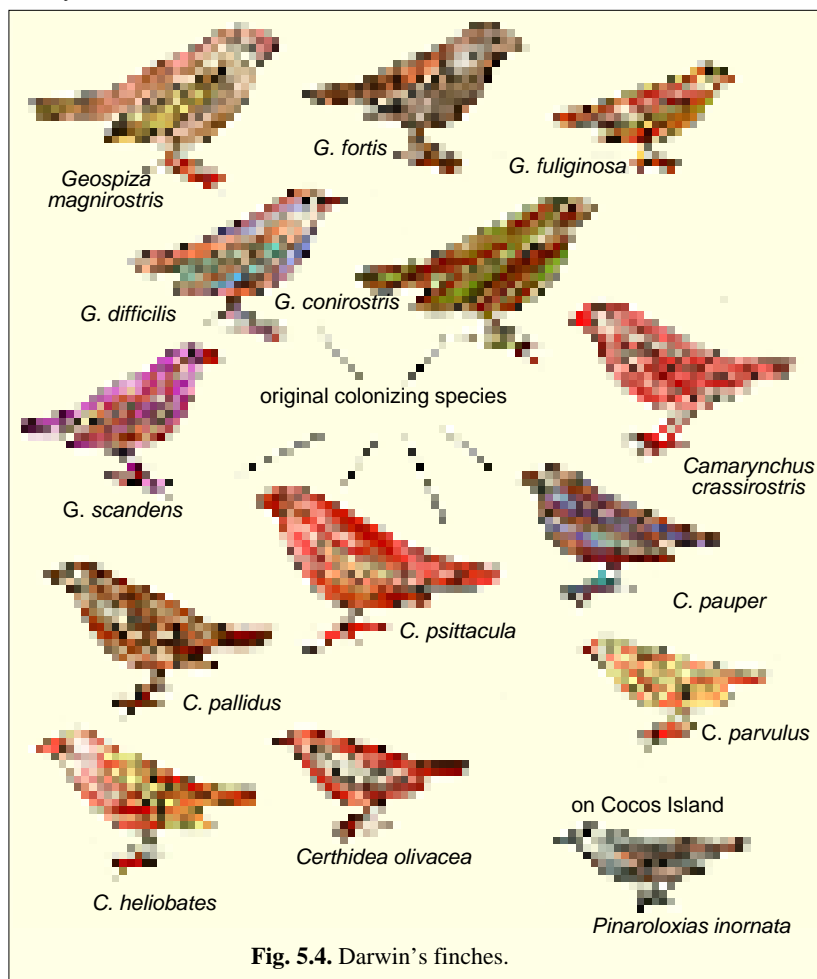 G. fortis
G. fuliginosa
Geospiza
magnirostris
G. difficilis
G. conirostris
original colonizing species
Camarynchus
crassirostris
G. scandens
C. pauper
C. psittacula
C. pallidus
C. parvulus
on Cocos Island
Certhidea olivacea
C. heliobates
Pinaroloxias inornata
Fig. 5.4. Darwin's finches.